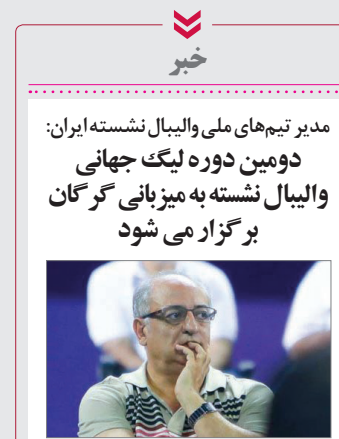 خبر
مدیر تیم‌های ملی والیبال نشسته ایران:
دومین دوره لیگ جهانی
والیبال نشسته به میزبانی گرگان
برگزار می شود